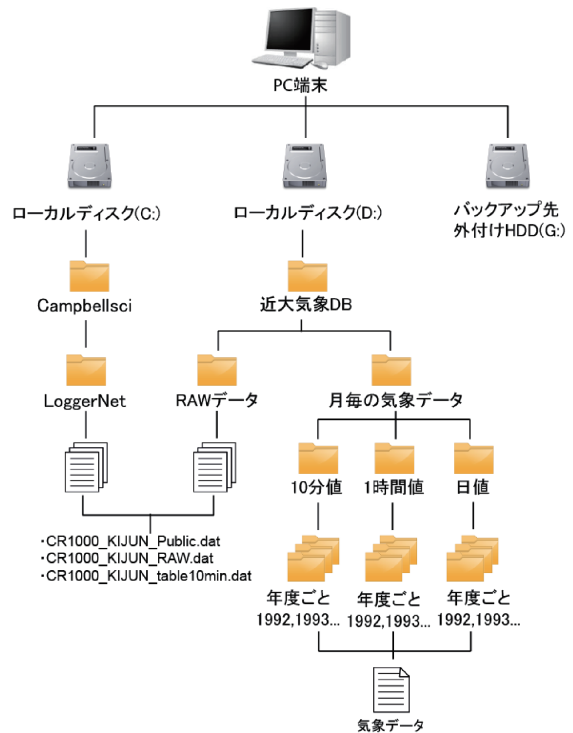 PC端末
ローカルディスク(C:)
ローカルディスク(D:)
バックアップ先
外付けHDD(G:)
Campbellsci
近大気象DB
LoggerNet
RAWデータ
月毎の気象データ
10分値
1時間値
日値
・CR1000_KIJUN_Public.dat
・CR1000_KIJUN_RAW.dat
・CR1000_KIJUN_table10min.dat
年度ごと
1992,1993...
年度ごと
1992,1993...
年度ごと
1992,1993...
気象データ